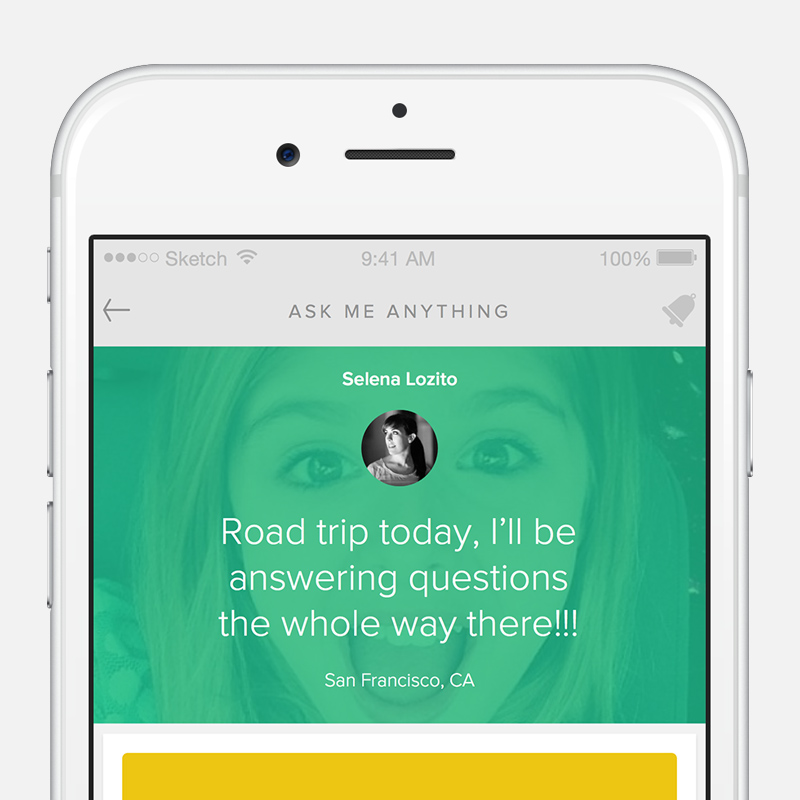 Sketch 9:41 AM 100%
ASK ME ANYTHING
Selena Lozito
Road trip today, I’ll be
answering questions
the whole way there!!!
San Francisco, CA